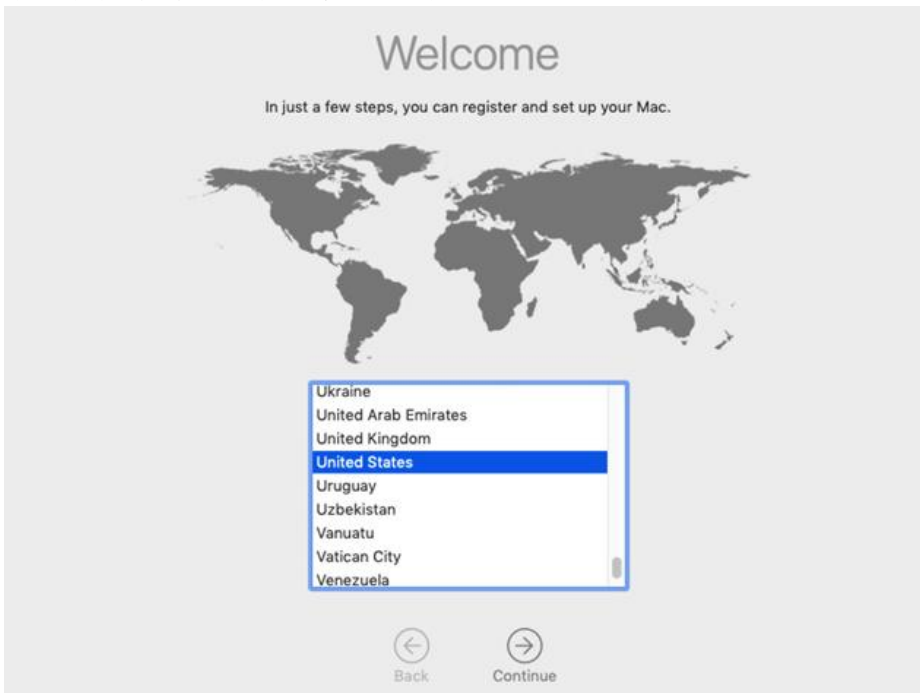 Welcome
In just a few steps, you can register and set up your Mac.
Ukraine
United Arab Emirates
United Kingdom
United States
Uruguay
Uzbekistan
Vanuatu
Vatican City
Venezuela
Back
Continue